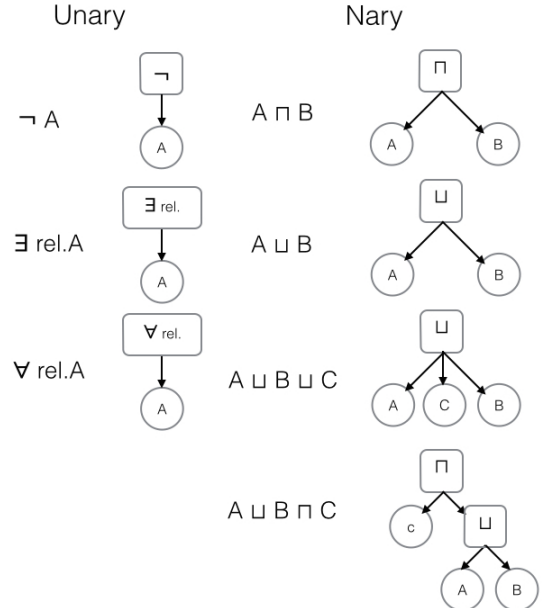 Unary
Nary
¬ A
¬
A
A ⊓ B
⊓
A
B
∃ rel.A
∃ rel.
A
A ⊔ B
⊔
A
B
∀ rel.A
∀ rel.
A
A ⊔ B ⊔ C
⊔
A
C
B
A ⊔ B ⊓ C
⊓
c
⊔
A
B